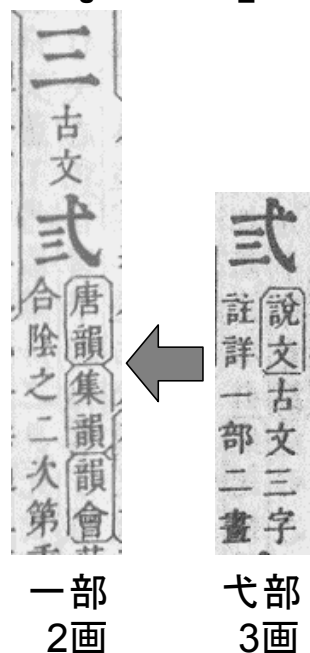 三
古文
弎
唐韻集韻韻會
合陰之二次第
弎
說文古文三字
註詳一部二畫
一部
2画
弋部
3画